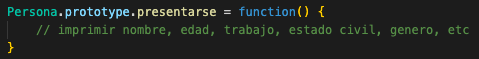 Persona.prototype.presentarse = function() {
// imprimir nombre, edad, trabajo, estado civil, genero, etc
}